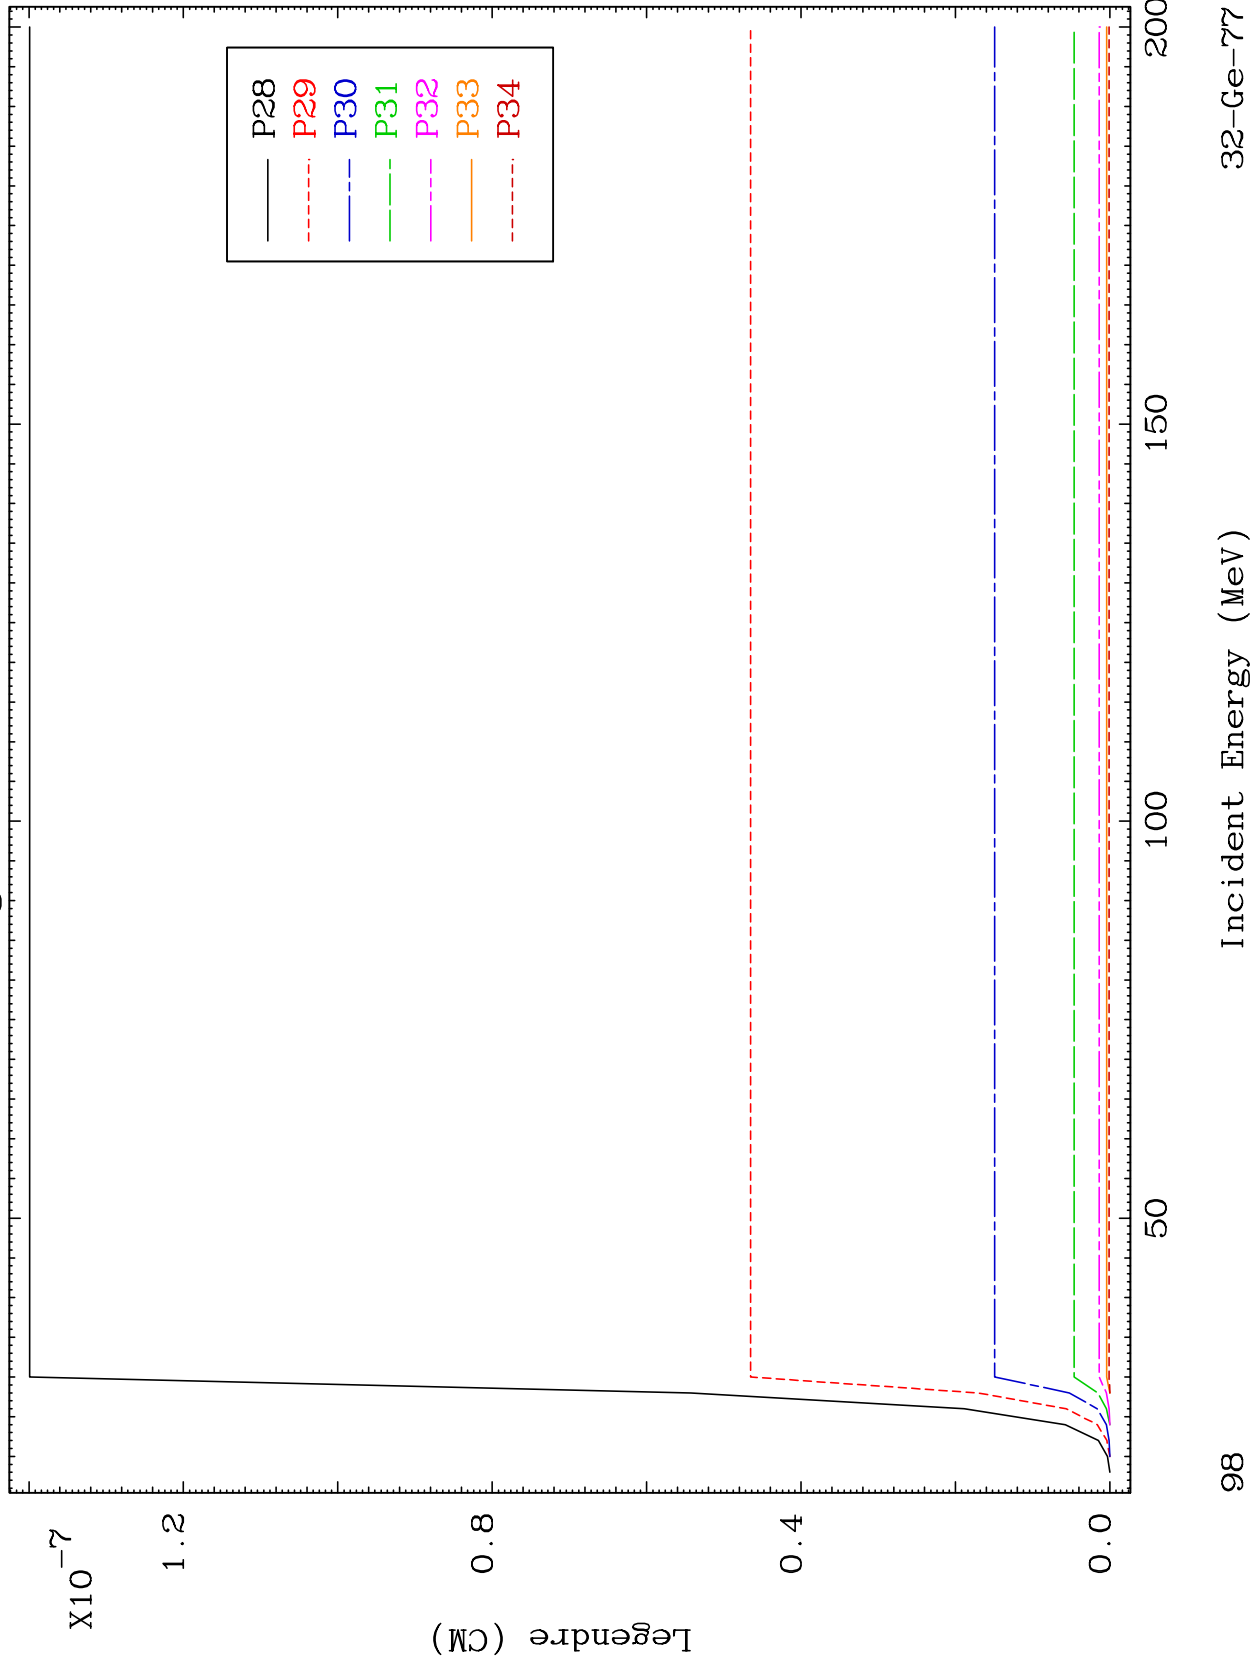 X10-7
1.2
0.8
0.4
0.0
Legendre (CM)
P28
P29
P30
P31
P32
P33
P34
50
100
150
200
Incident Energy (MeV)
98
32-Ge-77